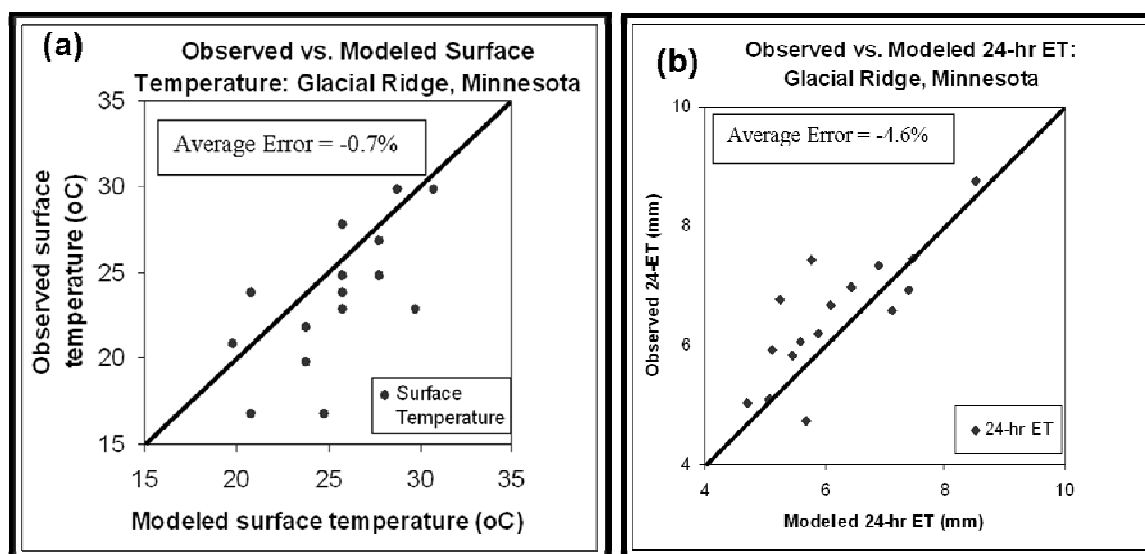 (a)
Observed vs. Modeled Surface
Temperature: Glacial Ridge, Minnesota
Average Error = -0.7%
Observed surface
temperature (oC)
35
30
25
20
15
Surface
Temperature
15 20 25 30 35
Modeled surface temperature (oC)
(b)
Observed vs. Modeled 24-hr ET:
Glacial Ridge, Minnesota
Average Error = -4.6%
Observed 24-ET (mm)
10
8
6
4
24-hr ET
4 6 8 10
Modeled 24-hr ET (mm)